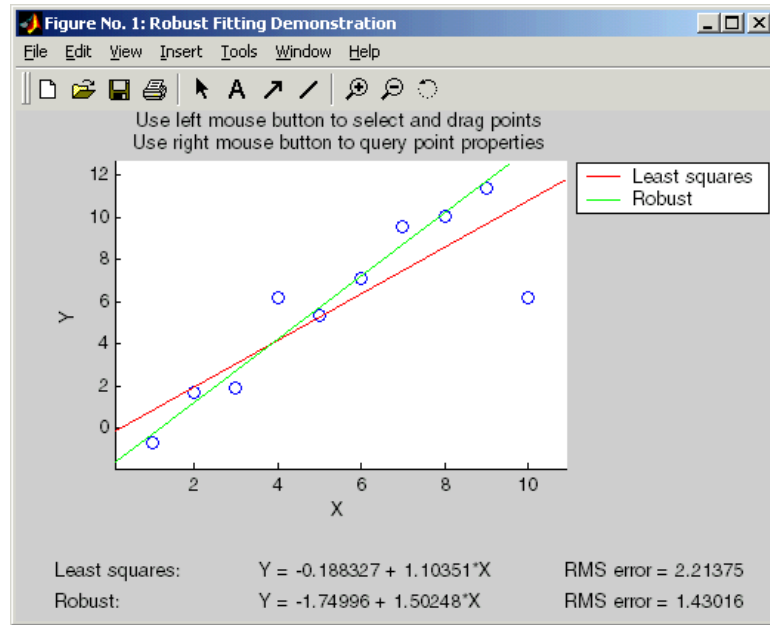 Figure No. 1: Robust Fitting Demonstration
File Edit View Insert Tools Window Help
A
Use left mouse button to select and drag points
Use right mouse button to query point properties
12
10
8
6
4
2
0
Y
2 4 6 8 10
X
Least squares
Robust
Least squares: Y = -0.188327 + 1.10351*X RMS error = 2.21375
Robust: Y = -1.74996 + 1.50248*X RMS error = 1.43016